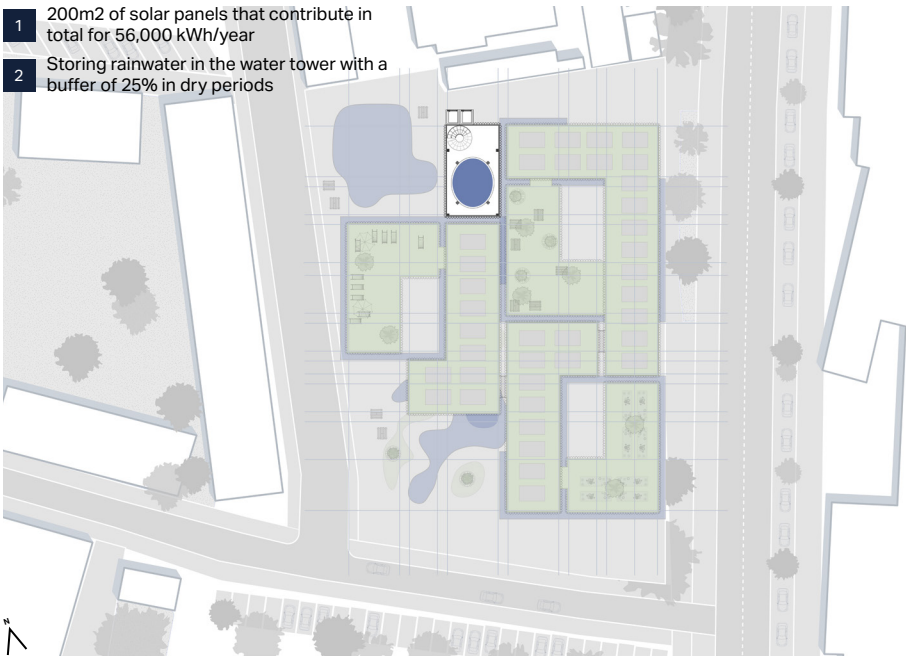 1 200m2 of solar panels that contribute in
total for 56,000 kWh/year
2 Storing rainwater in the water tower with a
buffer of 25% in dry periods
N